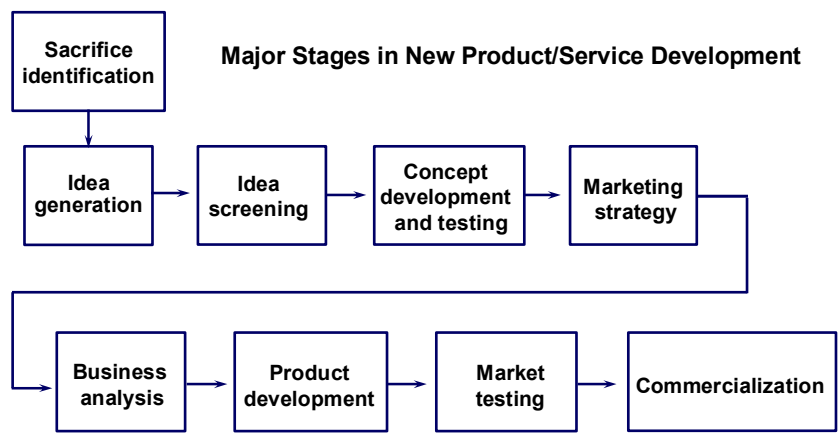 Sacrifice
identification
Major Stages in New Product/Service Development
Idea
generation
Idea
screening
Concept
development
and testing
Marketing
strategy
Business
analysis
Product
development
Market
testing
Commercialization